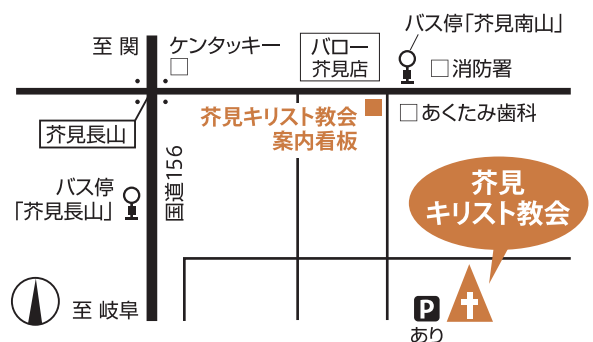 バス停「芥見南山」
至 関
ケンタッキー
バロー
芥見店
消防署
芥見キリスト教会
案内看板
あくたみ歯科
芥見長山
国道156
バス停
「芥見長山」
芥見
キリスト教会
至 岐阜
P
あり